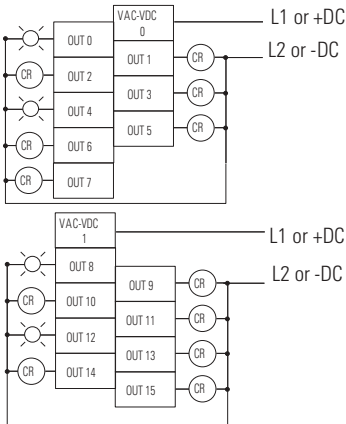 VAC-VDC
0
L1 or +DC
OUT 0
OUT 1
CR
L2 or -DC
CR
OUT 2
OUT 3
CR
OUT 4
OUT 5
CR
CR
OUT 6
CR
OUT 7
VAC-VDC
1
L1 or +DC
OUT 8
L2 or -DC
OUT 9
CR
CR
OUT 10
OUT 11
CR
OUT 12
OUT 13
CR
CR
OUT 14
OUT 15
CR